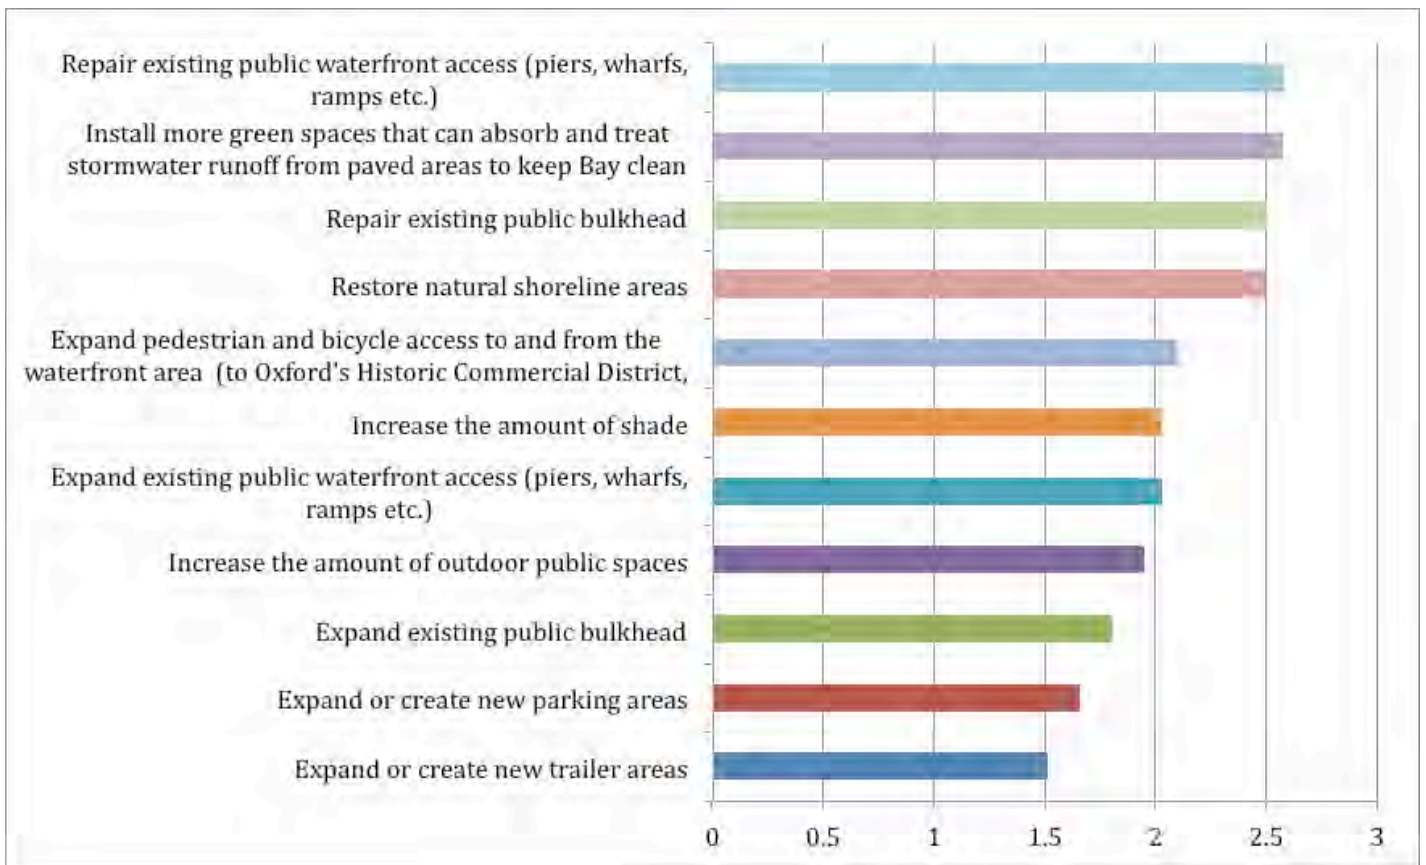 Repair existing public waterfront access (piers, wharfs,
ramps etc.)
Install more green spaces that can absorb and treat
stormwater runoff from paved areas to keep Bay clean
Repair existing public bulkhead
Restore natural shoreline areas
Expand pedestrian and bicycle access to and from the
waterfront area (to Oxford's Historic Commercial District,
Increase the amount of shade
Expand existing public waterfront access (piers, wharfs,
ramps etc.)
Increase the amount of outdoor public spaces
Expand existing public bulkhead
Expand or create new parking areas
Expand or create new trailer areas
0 0.5 1 1.5 2 2.5 3